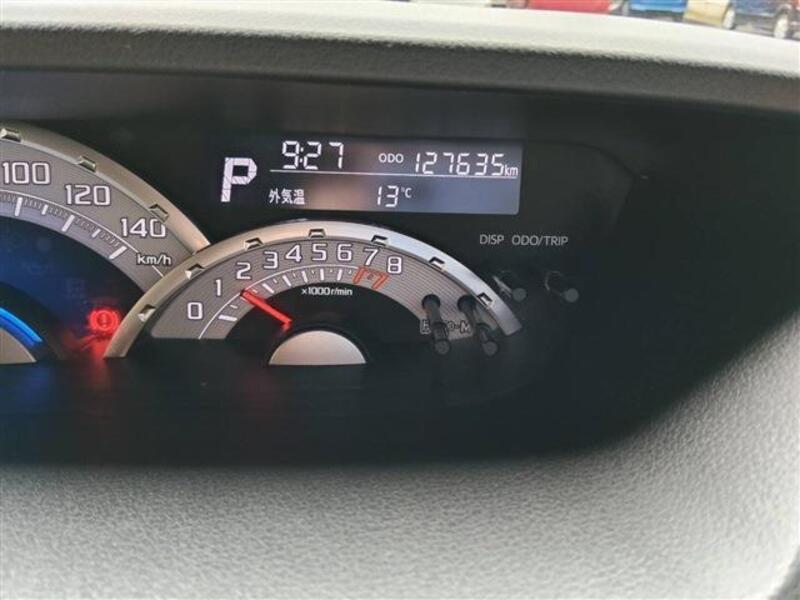 9:27 ODO 127635km
P
外気温 13℃
100 120 140
km/h
DISP ODO/TRIP
0 1 2 3 4 5 6 7 8
×1000r/min